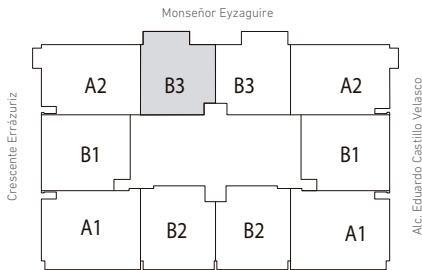 Monseñor Eyzaguire
Crescente Errázuriz
A2 B3 B3 A2
B1 B1
A1 B2 B2 A1
Alc. Eduardo Castillo Velasco